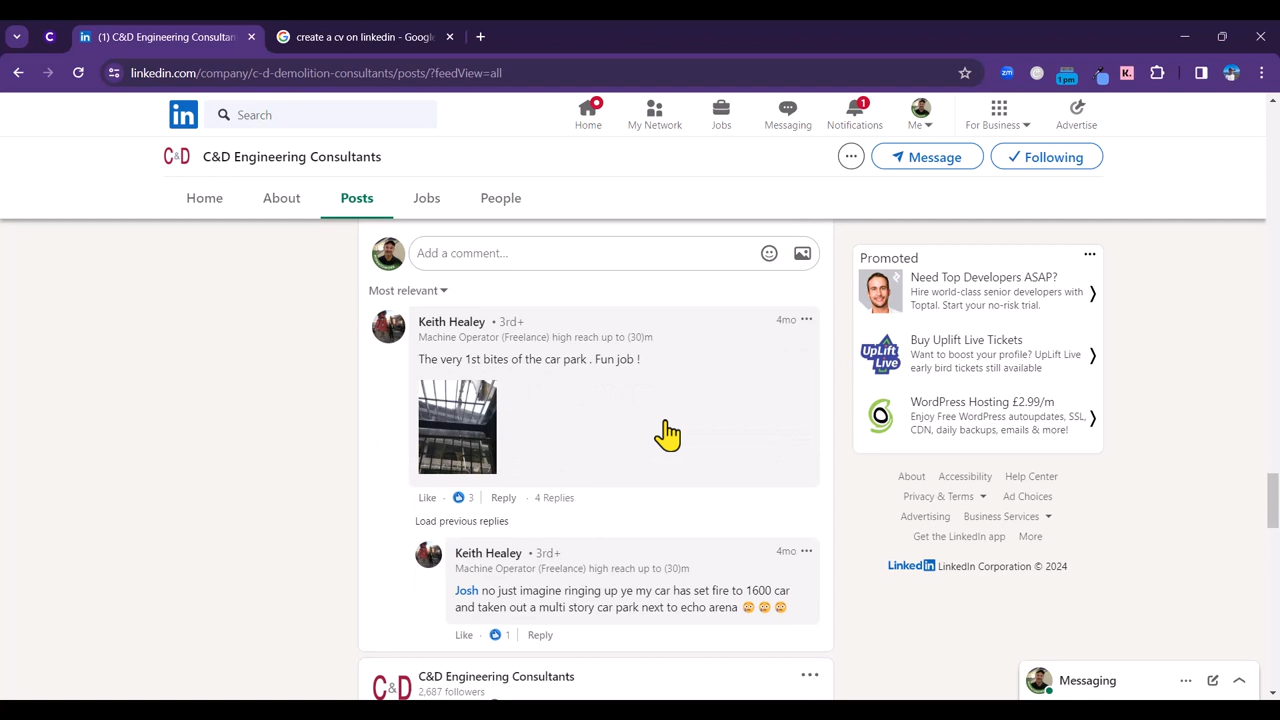 (1) C&D Engineering Consultan
create a cv on linkedin - Google
linkedin.com/company/c-d-demolition-consultants/posts/?feedView=all
zm
1 pm
K.
in
Search
Home
My Network
Jobs
Messaging
1
Notifications
Me
For Business
Advertise
C&D
C&D Engineering Consultants
Message
Following
Home
About
Posts
Jobs
People
Add a comment...
Most relevant
Keith Healey • 3rd+
4mo
Machine Operator (Freelance) high reach up to (30)m
The very 1st bites of the car park . Fun job !
Like · 3 | Reply · 4 Replies
Load previous replies
Keith Healey • 3rd+
4mo
Machine Operator (Freelance) high reach up to (30)m
Josh no just imagine ringing up ye my car has set fire to 1600 car
and taken out a multi story car park next to echo arena 😳 😳 😳
Like · 1 | Reply
C&D
C&D Engineering Consultants
2,687 followers
Promoted
Need Top Developers ASAP?
Hire world-class senior developers with
Toptal. Start your no-risk trial.
UpLift
Live
Buy Uplift Live Tickets
Want to boost your profile? UpLift Live
early bird tickets still available
WordPress Hosting £2.99/m
Enjoy Free WordPress autoupdates, SSL,
CDN, daily backups, emails & more!
About Accessibility Help Center
Privacy & Terms Ad Choices
Advertising Business Services
Get the LinkedIn app More
LinkedIn LinkedIn Corporation © 2024
Messaging